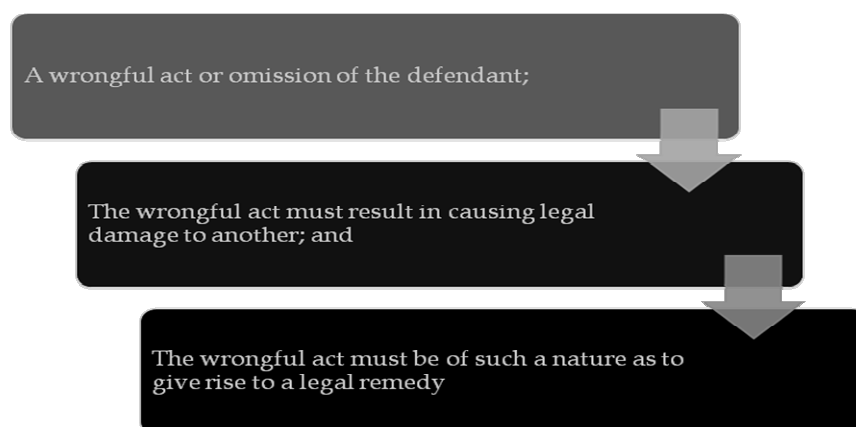 A wrongful act or omission of the defendant;
The wrongful act must result in causing legal
damage to another; and
The wrongful act must be of such a nature as to
give rise to a legal remedy